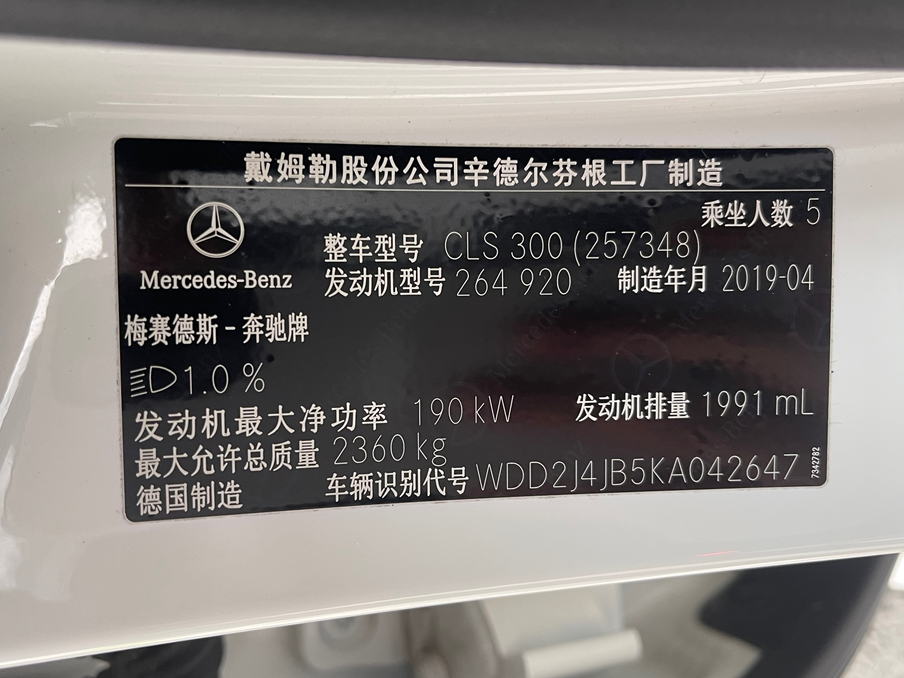 戴姆勒股份公司辛德尔芬根工厂制造
乘坐人数 5
整车型号 CLS 300 (257348)
Mercedes-Benz 发动机型号 264 920 制造年月 2019-04
梅赛德斯-奔驰牌
1.0 %
发动机最大净功率 190 kW 发动机排量 1991 mL
最大允许总质量 2360 kg
德国制造 车辆识别代号 WDD2J4JB5KA042647
7342782